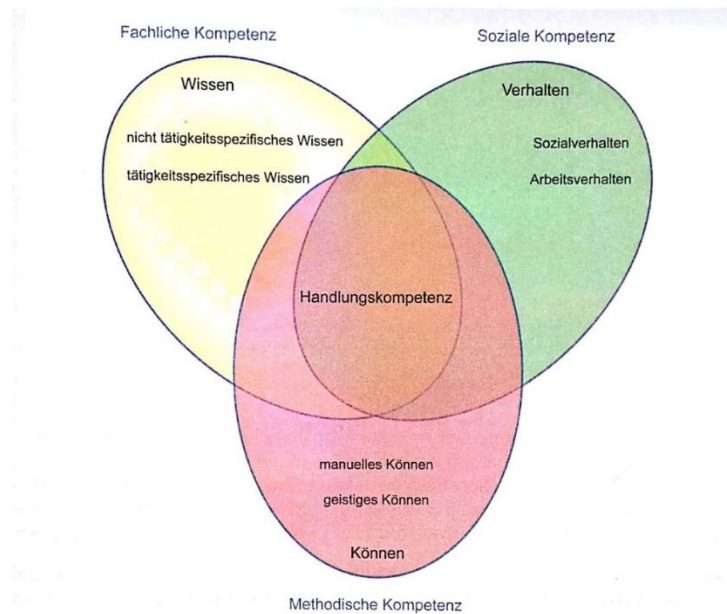 Fachliche Kompetenz
Soziale Kompetenz
Wissen
Verhalten
nicht tätigkeitsspezifisches Wissen
Sozialverhalten
tätigkeitsspezifisches Wissen
Arbeitsverhalten
Handlungskompetenz
manuelles Können
geistiges Können
Können
Methodische Kompetenz